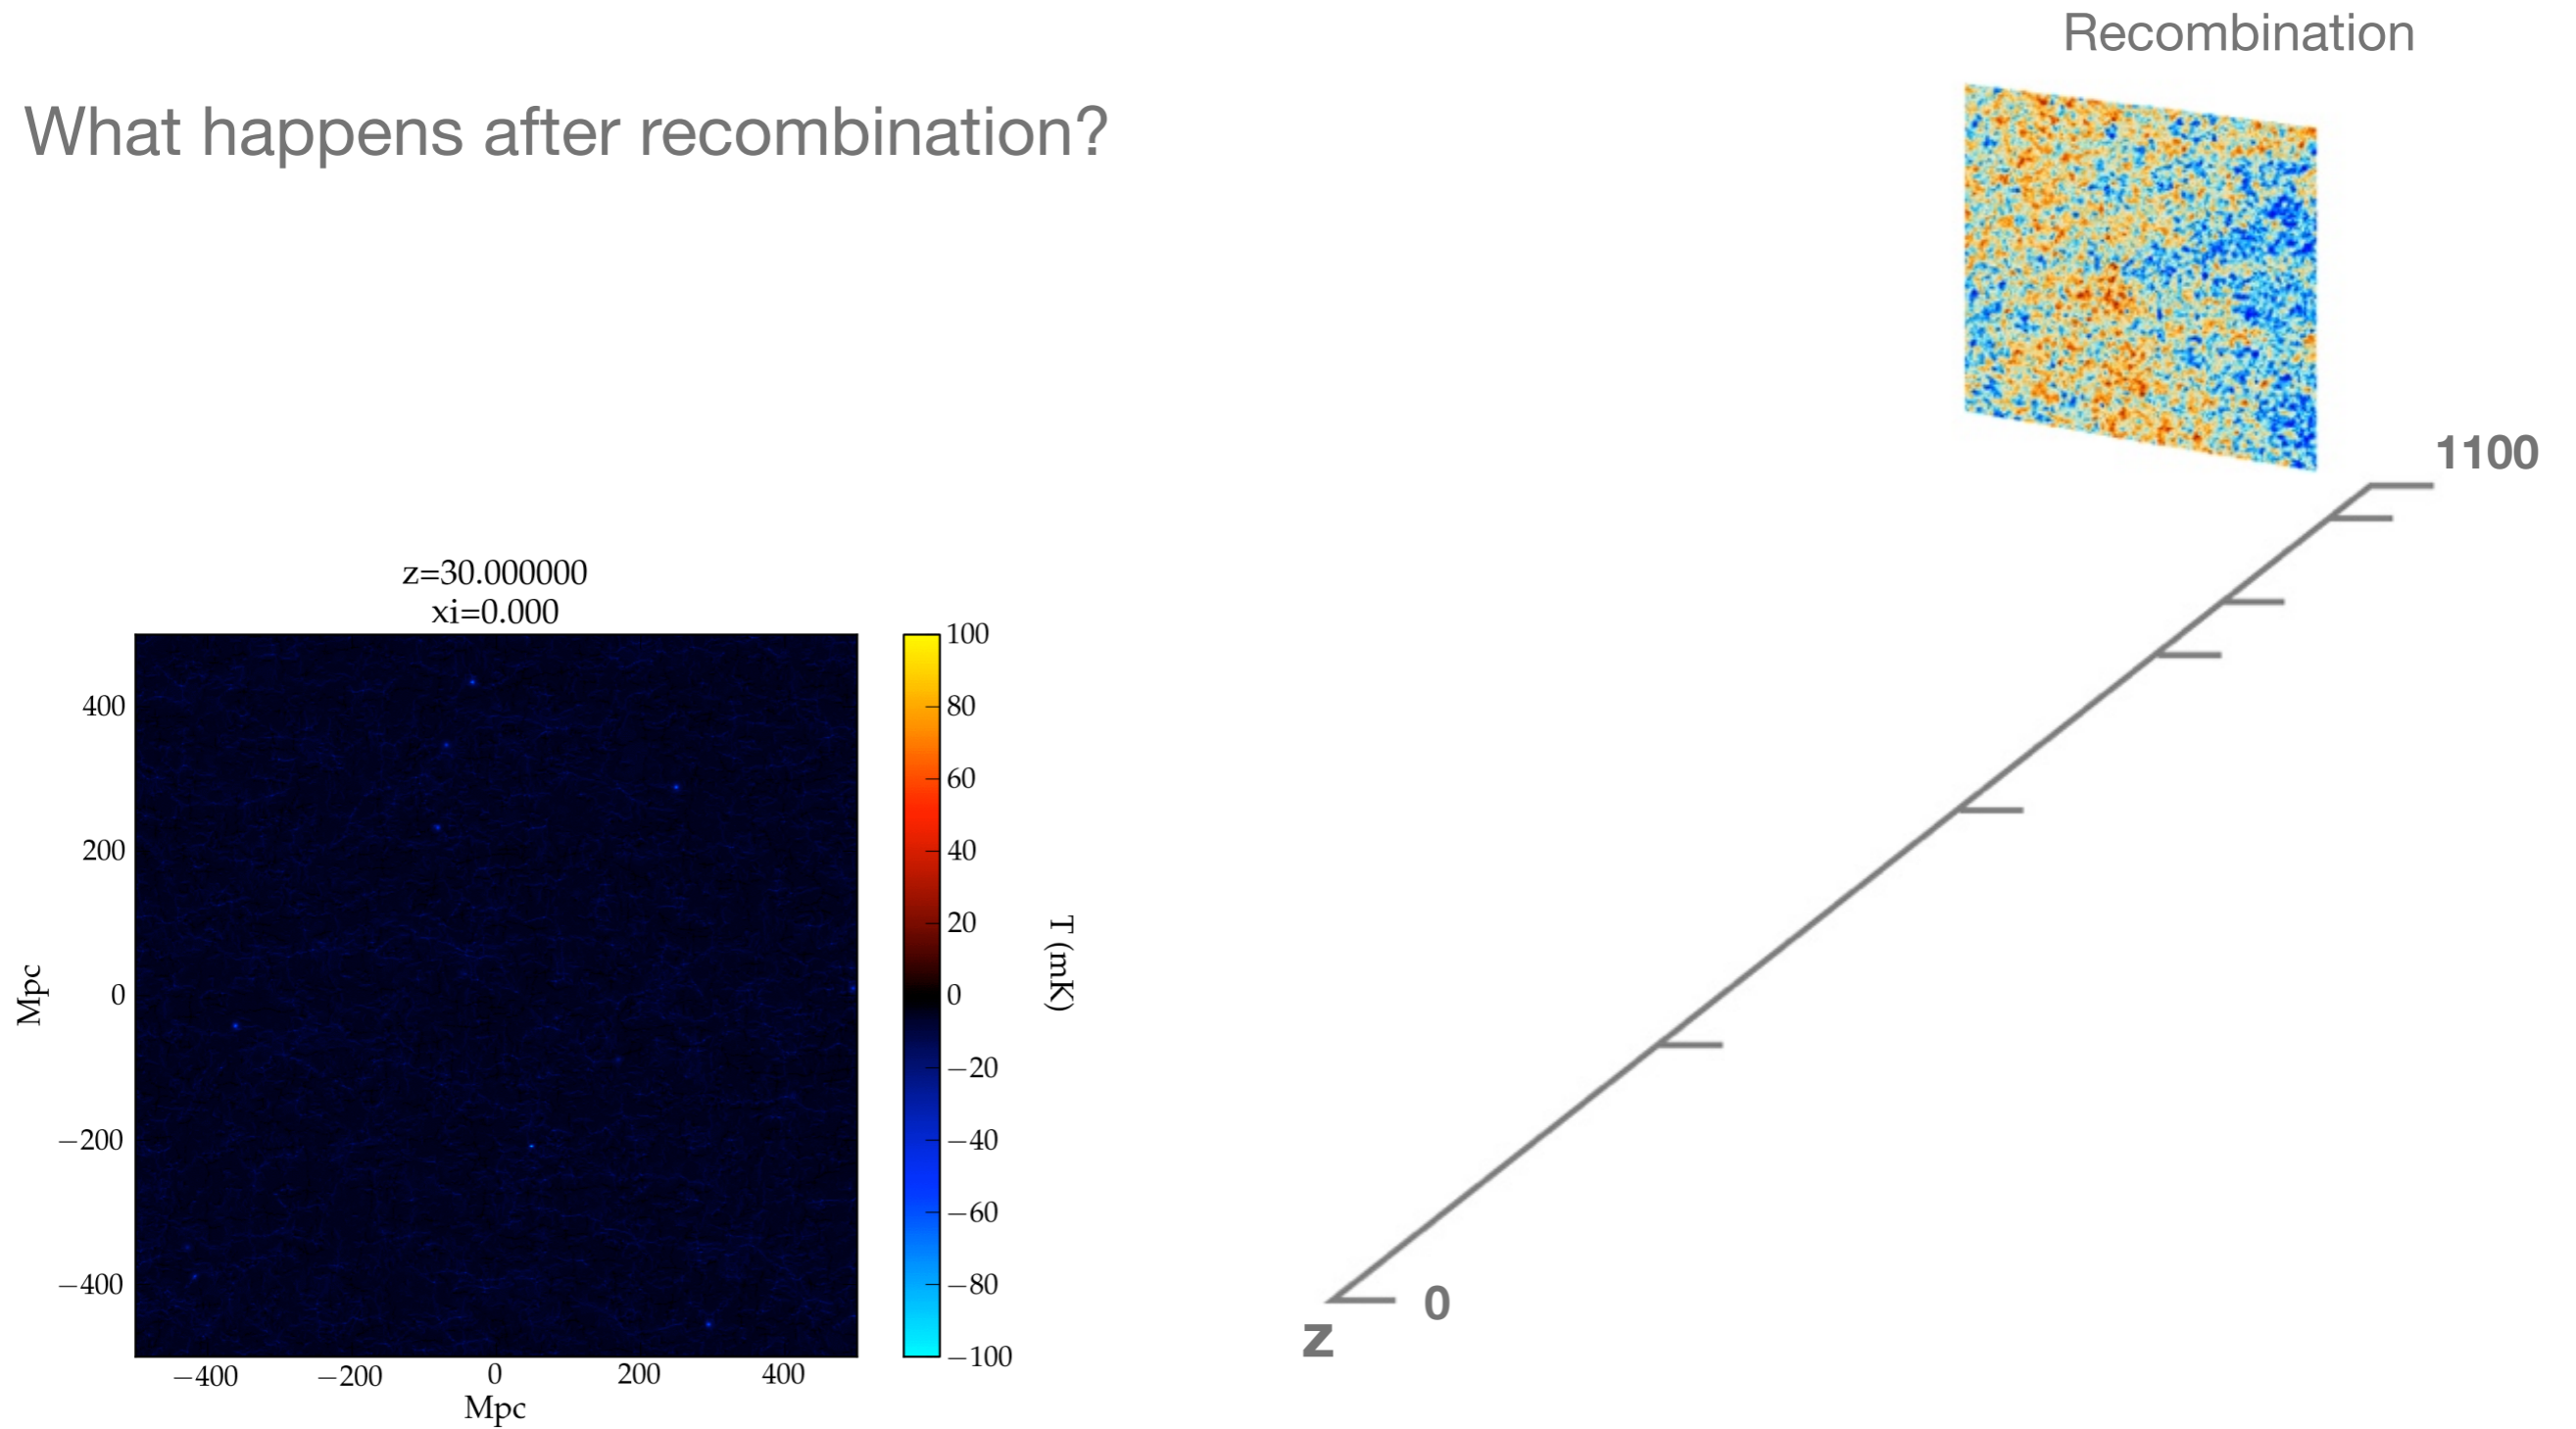 Recombination
What happens after recombination?
1100
z=30.000000
xi=0.000
100
80
60
40
20
0
−20
−40
−60
−80
−100
T (mK)
400
200
0
−200
−400
Mpc
−400 −200 0 200 400
Mpc
0
z